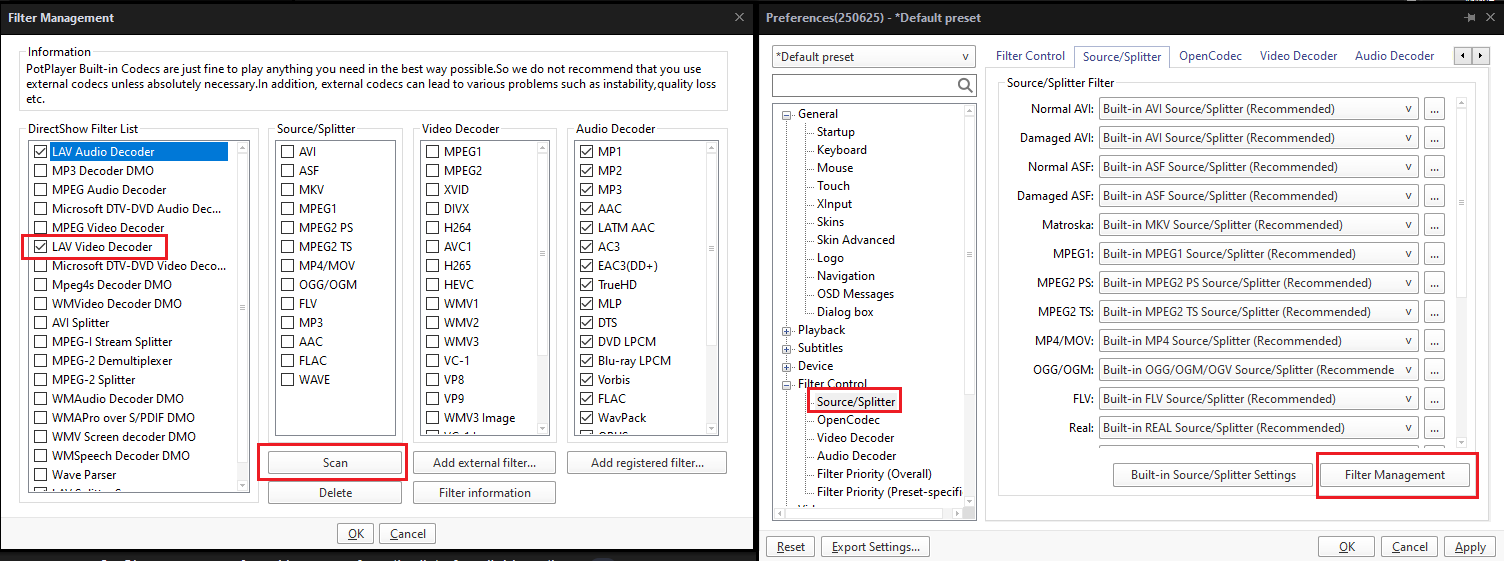 Filter Management
Information
PotPlayer Built-in Codecs are just fine to play anything you need in the best way possible.So we do not recommend that you use
external codecs unless absolutely necessary.In addition, external codecs can lead to various problems such as instability,quality loss
etc.
DirectShow Filter List
LAV Audio Decoder
MP3 Decoder DMO
MPEG Audio Decoder
Microsoft DTV-DVD Audio Dec...
MPEG Video Decoder
LAV Video Decoder
Microsoft DTV-DVD Video Deco...
Mpeg4s Decoder DMO
WMVideo Decoder DMO
AVI Splitter
MPEG-I Stream Splitter
MPEG-2 Demultiplexer
MPEG-2 Splitter
WMAudio Decoder DMO
WMAPro over S/PDIF DMO
WMV Screen decoder DMO
WMSpeech Decoder DMO
Wave Parser
Source/Splitter
AVI
ASF
MKV
MPEG1
MPEG2 PS
MPEG2 TS
MP4/MOV
OGG/OGM
FLV
MP3
AAC
FLAC
WAVE
Video Decoder
MPEG1
MPEG2
XVID
DIVX
H264
AVC1
H265
HEVC
WMV1
WMV2
WMV3
VC-1
VP8
VP9
WMV3 Image
Audio Decoder
MP1
MP2
MP3
AAC
LATM AAC
AC3
EAC3(DD+)
TrueHD
MLP
DTS
DVD LPCM
Blu-ray LPCM
Vorbis
FLAC
WavPack
Scan
Add external filter...
Add registered filter...
Delete
Filter information
OK
Cancel
Preferences(250625) - *Default preset
*Default preset
General
Startup
Keyboard
Mouse
Touch
XInput
Skins
Skin Advanced
Logo
Navigation
OSD Messages
Dialog box
Playback
Subtitles
Device
Filter Control
Source/Splitter
OpenCodec
Video Decoder
Audio Decoder
Filter Priority (Overall)
Filter Priority (Preset-specifi
Filter Control
Source/Splitter
OpenCodec
Video Decoder
Audio Decoder
Source/Splitter Filter
Normal AVI: Built-in AVI Source/Splitter (Recommended) ...
Damaged AVI: Built-in AVI Source/Splitter (Recommended) ...
Normal ASF: Built-in ASF Source/Splitter (Recommended) ...
Damaged ASF: Built-in ASF Source/Splitter (Recommended) ...
Matroska: Built-in MKV Source/Splitter (Recommended) ...
MPEG1: Built-in MPEG1 Source/Splitter (Recommended) ...
MPEG2 PS: Built-in MPEG2 PS Source/Splitter (Recommended) ...
MPEG2 TS: Built-in MPEG2 TS Source/Splitter (Recommended) ...
MP4/MOV: Built-in MP4 Source/Splitter (Recommended) ...
OGG/OGM: Built-in OGG/OGM/OGV Source/Splitter (Recommende ...
FLV: Built-in FLV Source/Splitter (Recommended) ...
Real: Built-in REAL Source/Splitter (Recommended) ...
Built-in Source/Splitter Settings
Filter Management
Reset
Export Settings...
OK
Cancel
Apply